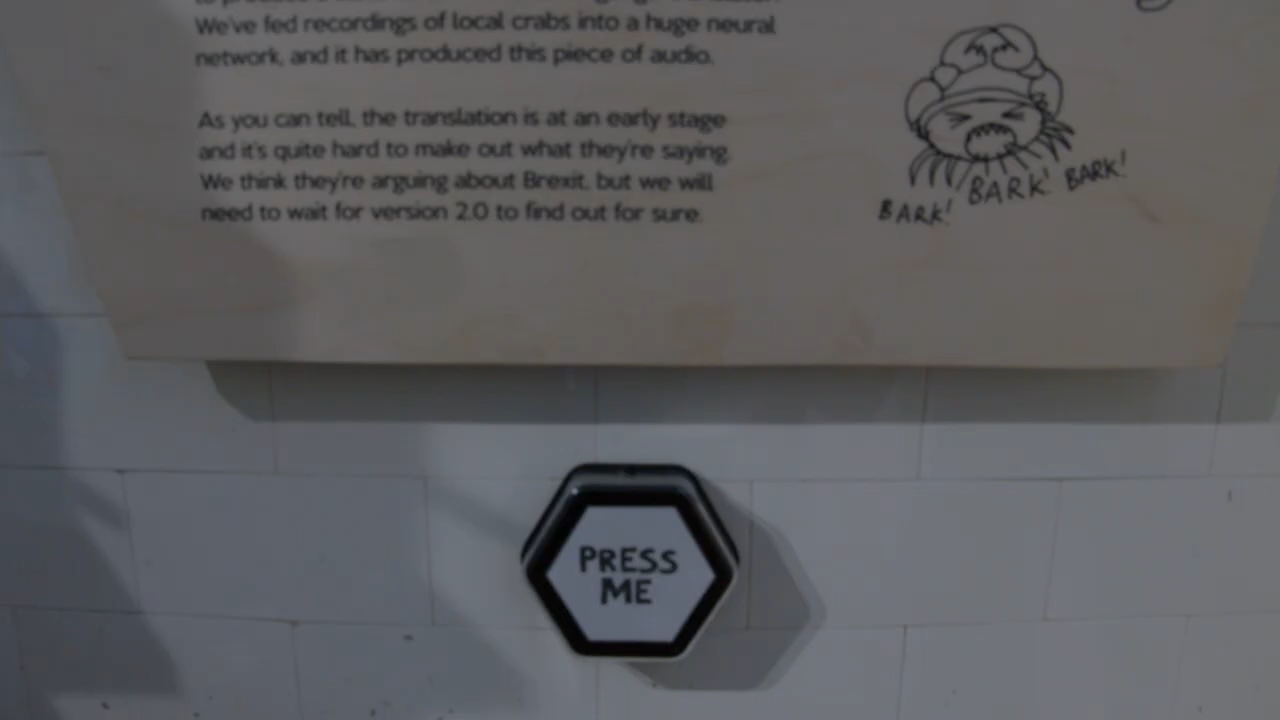 We've fed recordings of local crabs into a huge neural
network, and it has produced this piece of audio.
As you can tell, the translation is at an early stage
and it's quite hard to make out what they're saying.
We think they're arguing about Brexit, but we will
need to wait for version 2.0 to find out for sure.
BARK! BARK! BARK!
PRESS
ME